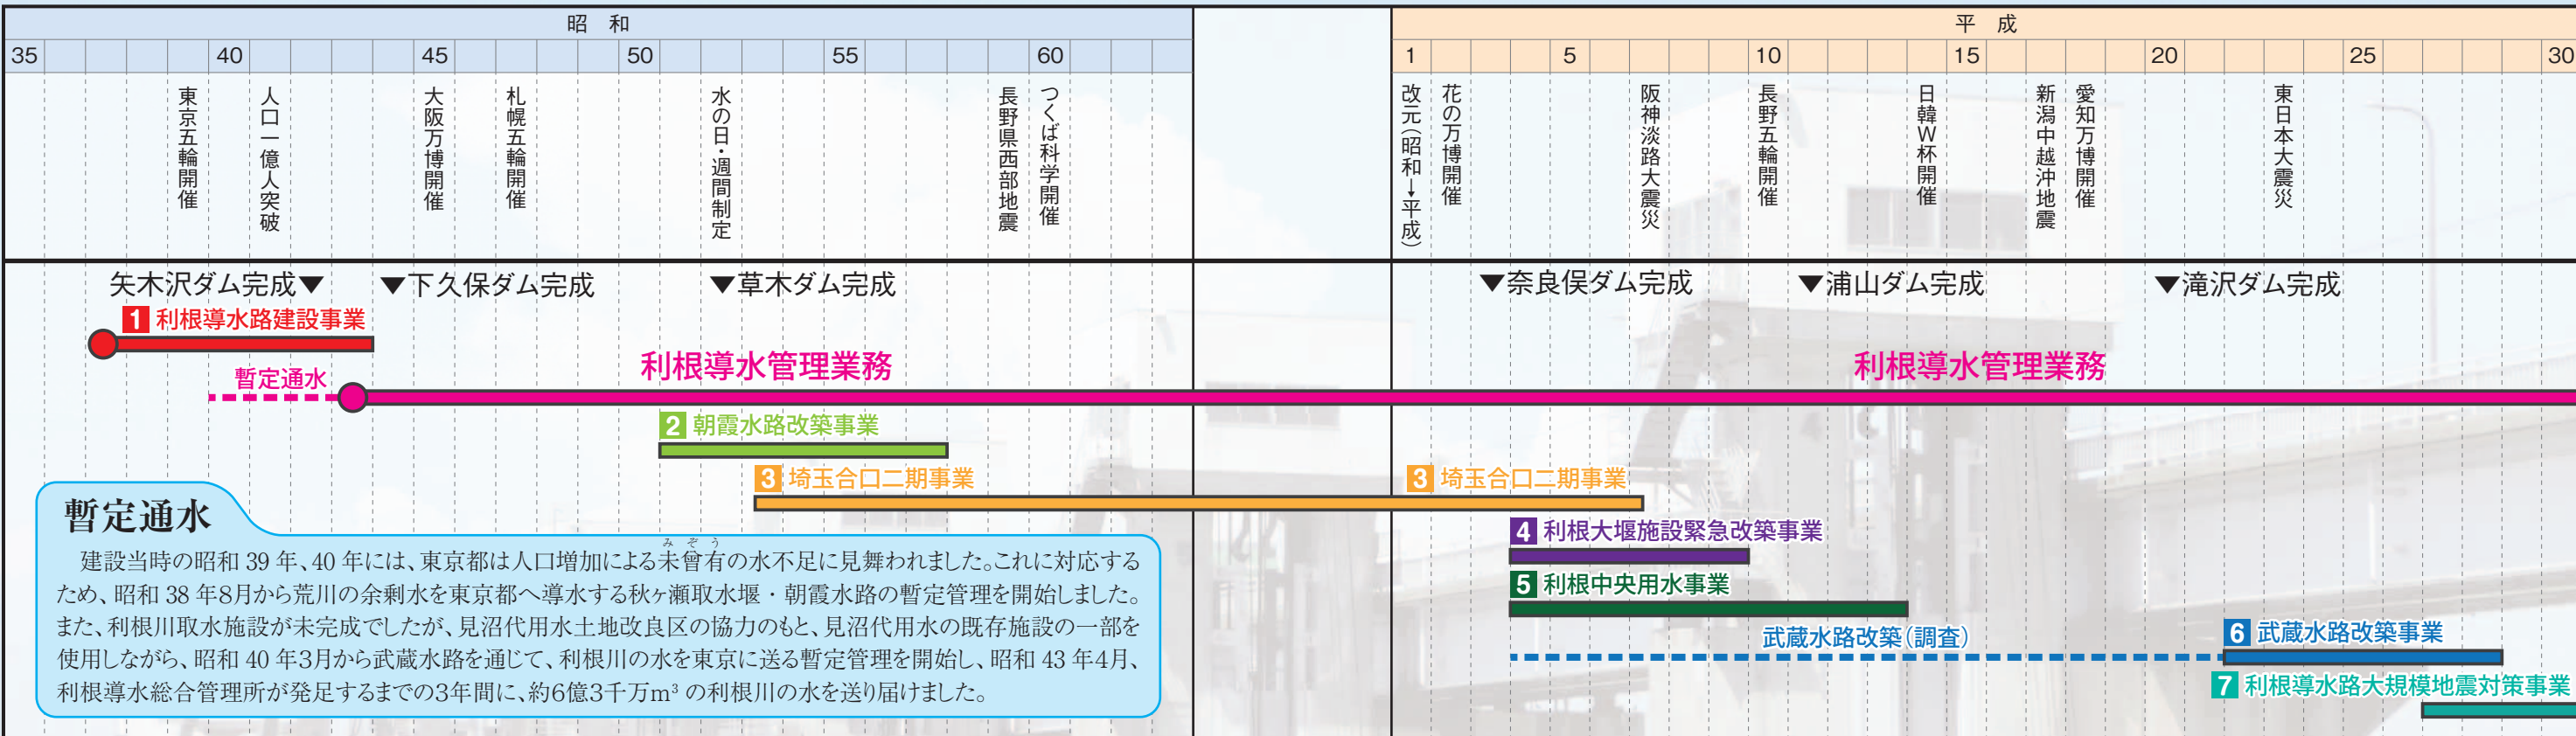 昭 和
平 成
35
40
45
50
55
60
1
5
10
15
20
25
30
東京五輪開催
人口一億人突破
大阪万博開催
札幌五輪開催
水の日・週間制定
長野県西部地震
つくば科学開催
改元(昭和→平成)
花の万博開催
阪神淡路大震災
長野五輪開催
日韓W杯開催
新潟中越沖地震
愛知万博開催
東日本大震災
矢木沢ダム完成▼
▼下久保ダム完成
▼草木ダム完成
▼奈良俣ダム完成
▼浦山ダム完成
▼滝沢ダム完成
1 利根導水路建設事業
暫定通水
利根導水管理業務
利根導水管理業務
2 朝霞水路改築事業
3 埼玉合口二期事業
3 埼玉合口二期事業
4 利根大堰施設緊急改築事業
5 利根中央用水事業
武蔵水路改築(調査)
6 武蔵水路改築事業
7 利根導水路大規模地震対策事業
暫定通水
みぞう
建設当時の昭和 39 年、40 年には、東京都は人口増加による未曾有の水不足に見舞われました。これに対応する
ため、昭和 38 年8月から荒川の余剰水を東京都へ導水する秋ヶ瀬取水堰・朝霞水路の暫定管理を開始しました。
また、利根川取水施設が未完成でしたが、見沼代用水土地改良区の協力のもと、見沼代用水の既存施設の一部を
使用しながら、昭和 40 年3月から武蔵水路を通じて、利根川の水を東京に送る暫定管理を開始し、昭和 43 年4月、
利根導水総合管理所が発足するまでの3年間に、約6億3千万m³ の利根川の水を送り届けました。